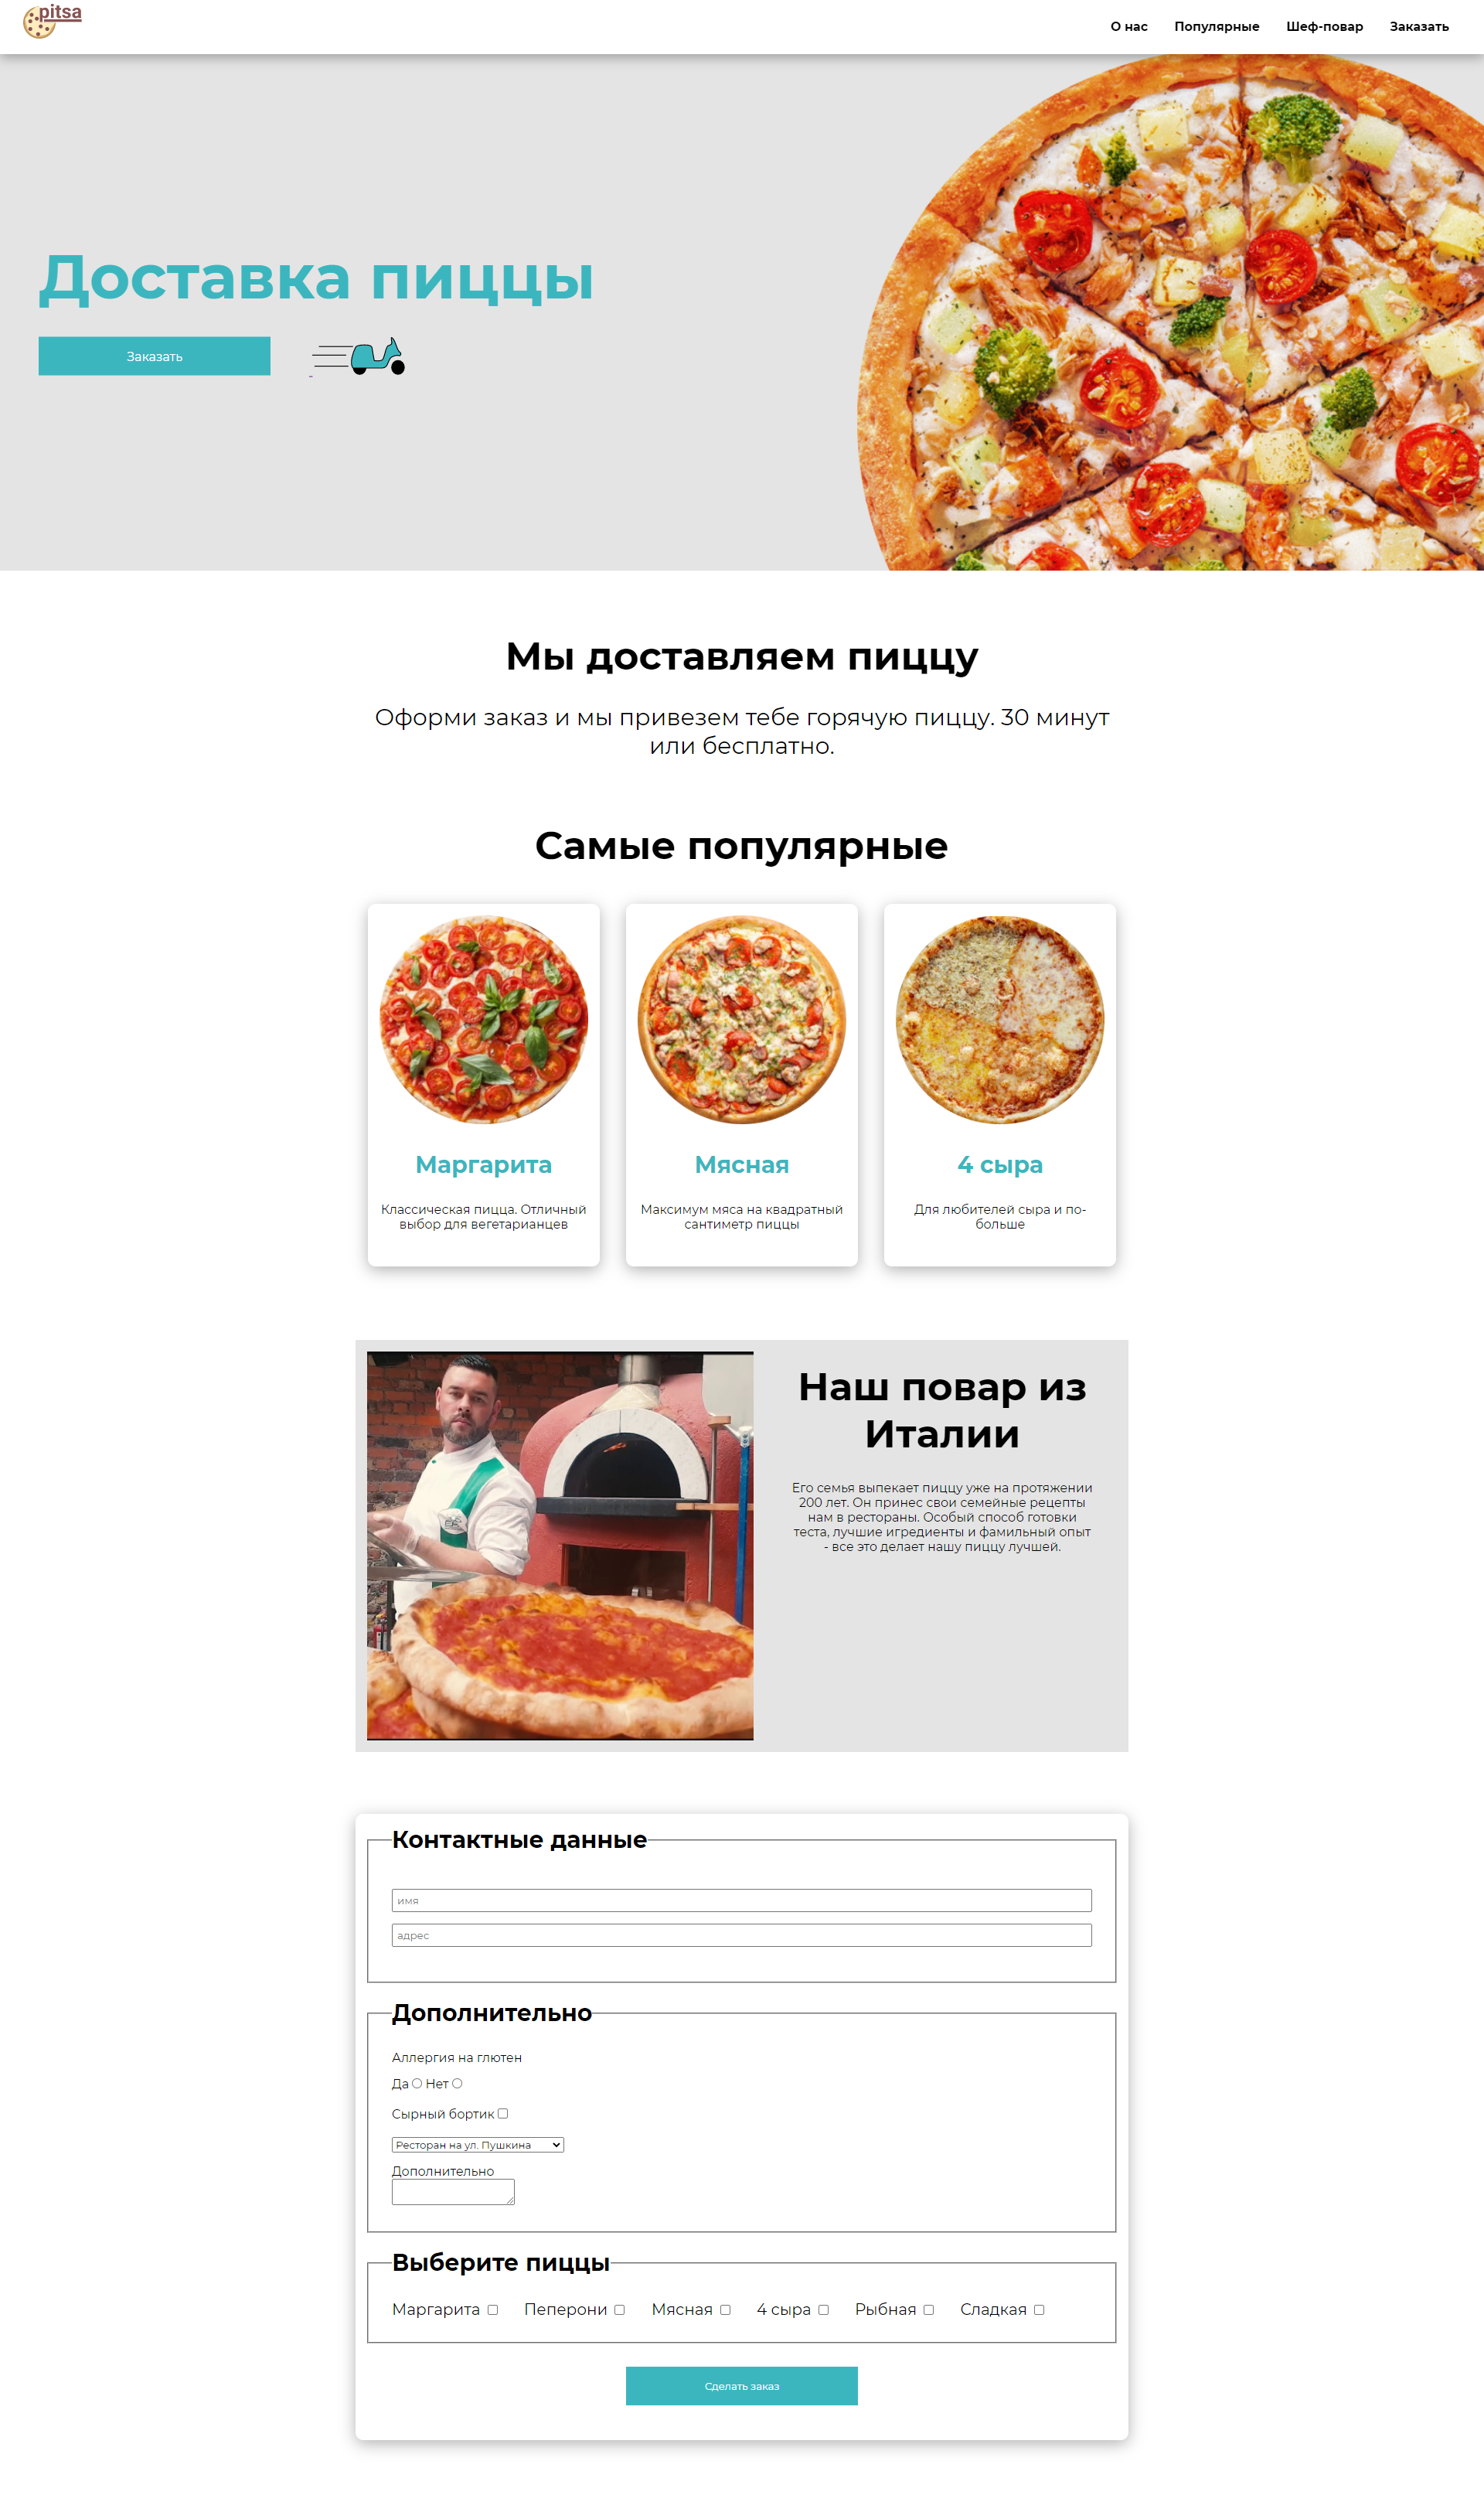 pitsa
О нас Популярные Шеф-повар Заказать
Доставка пиццы
Заказать
Мы доставляем пиццу
Оформи заказ и мы привезем тебе горячую пиццу. 30 минут
или бесплатно.
Самые популярные
Маргарита
Классическая пицца. Отличный
выбор для вегетарианцев
Мясная
Максимум мяса на квадратный
сантиметр пиццы
4 сыра
Для любителей сыра и по-
больше
Наш повар из
Италии
Его семья выпекает пиццу уже на протяжении
200 лет. Он принес свои семейные рецепты
нам в рестораны. Особый способ готовки
теста, лучшие игредиенты и фамильный опыт
- все это делает нашу пиццу лучшей.
Контактные данные
имя
адрес
Дополнительно
Аллергия на глютен
Да Нет
Сырный бортик
Ресторан на ул. Пушкина
Дополнительно
Выберите пиццы
Маргарита Пеперони Мясная 4 сыра Рыбная Сладкая
Сделать заказ